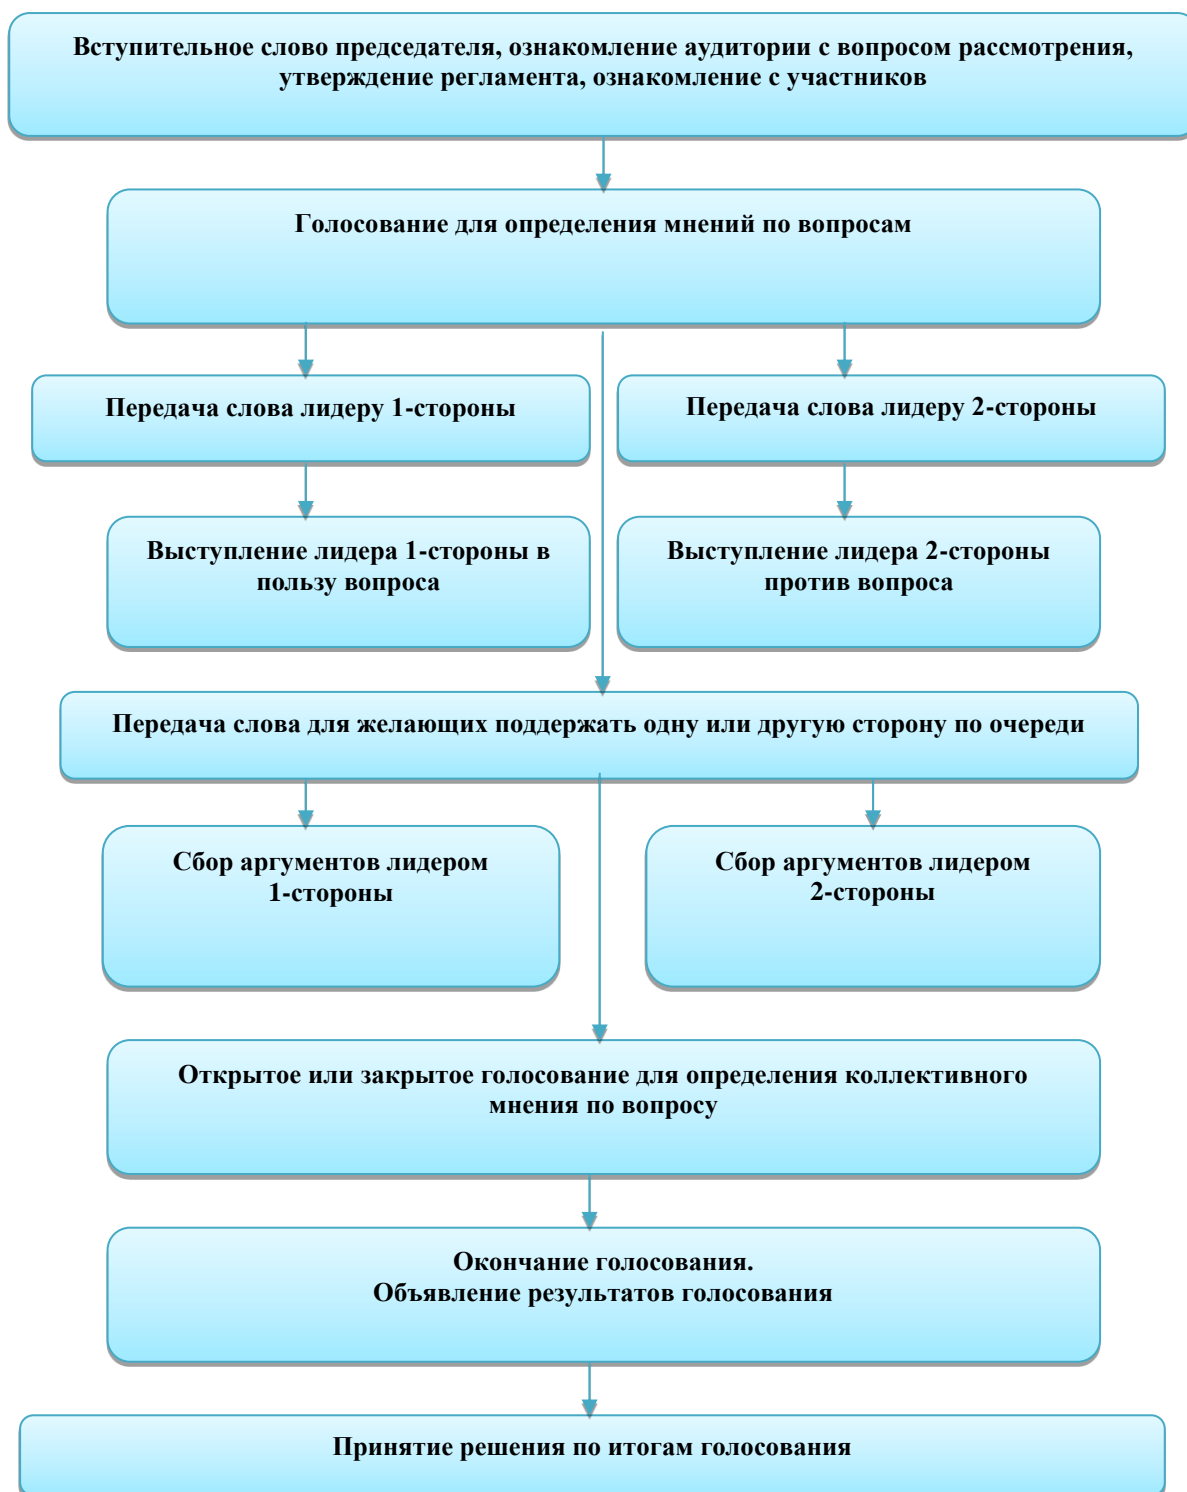 Вступительное слово председателя, ознакомление аудитории с вопросом рассмотрения,
утверждение регламента, ознакомление с участников
Голосование для определения мнений по вопросам
Передача слова лидеру 1-стороны
Передача слова лидеру 2-стороны
Выступление лидера 1-стороны в
пользу вопроса
Выступление лидера 2-стороны
против вопроса
Передача слова для желающих поддержать одну или другую сторону по очереди
Сбор аргументов лидером
1-стороны
Сбор аргументов лидером
2-стороны
Открытое или закрытое голосование для определения коллективного
мнения по вопросу
Окончание голосования.
Объявление результатов голосования
Принятие решения по итогам голосования